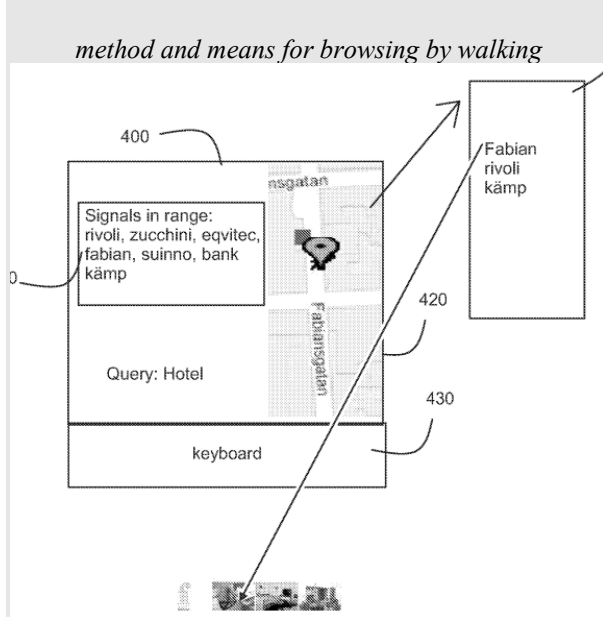 method and means for browsing by walking
400
nsgatan
Signals in range:
rivoli, zucchini, eqvitec,
fabian, suinno, bank
kämp
0
Fabian
rivoli
kämp
Fabiansgatan
420
Query: Hotel
430
keyboard
f